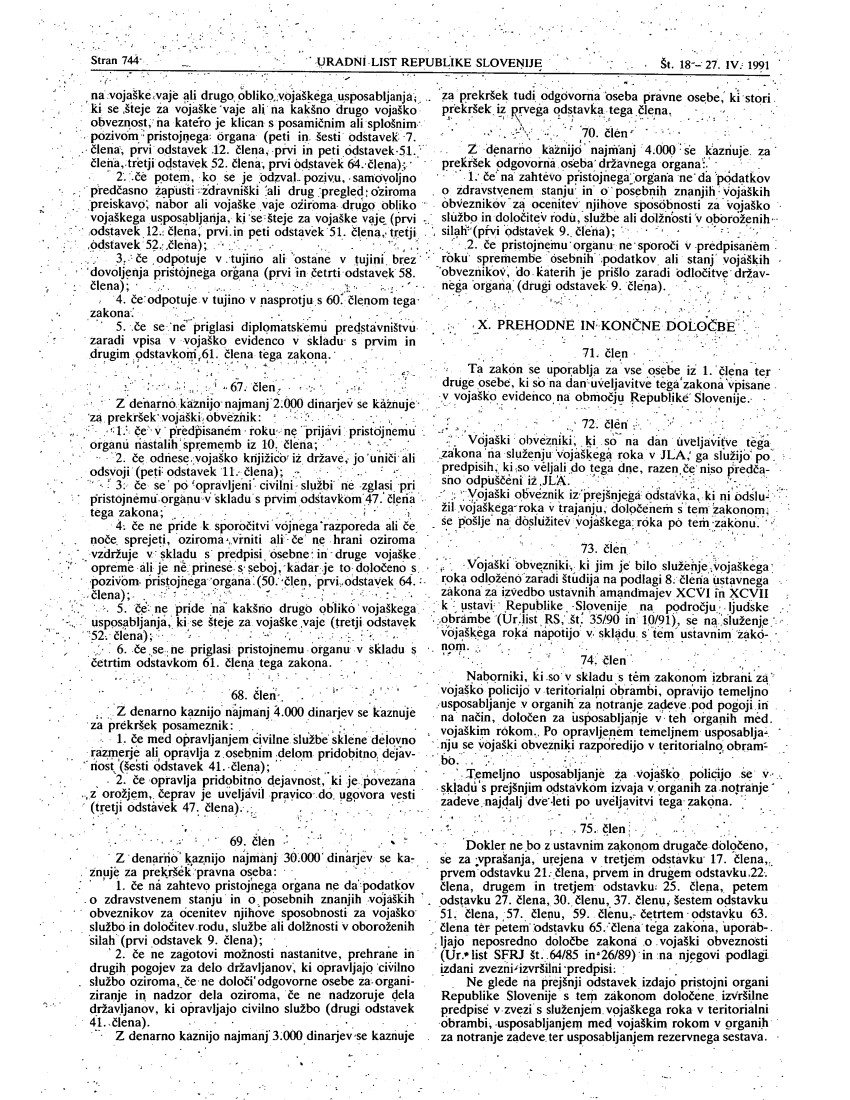 Stran 744 URADNI LIST REPUBLIKE SLOVENIJE Št. 18 – 27. IV. 1991
na vojaške vaje ali drugo obliko vojaškega usposabljanja,
ki se šteje za vojaške vaje ali na kakšno drugo vojaško
obveznost, na katero je klican s posamičnim ali splošnim
pozivom pristojnega organa (peti in šesti odstavek 7.
člena, prvi odstavek 12. člena, prvi in peti odstavek 51.
člena, tretji odstavek 52. člena, prvi odstavek 64. člena);
2. če potem, ko se je odzval pozivu, samovoljno
predčasno zapusti zdravniški ali drug pregled oziroma
preiskavo, nabor ali vojaške vaje oziroma drugo obliko
vojaškega usposabljanja, ki se šteje za vojaške vaje (prvi
odstavek 12. člena, prvi in peti odstavek 51. člena, tretji
odstavek 52. člena);
3. če odpotuje v tujino ali ostane v tujini brez
dovoljenja pristojnega organa (prvi in četrti odstavek 58.
člena);
4. če odpotuje v tujino v nasprotju s 60. členom tega
zakona.
5. če se ne priglasi diplomatskemu predstavništvu
zaradi vpisa v vojaško evidenco v skladu s prvim in
drugim odstavkom 61. člena tega zakona.
67. člen
Z denarno kaznijo najmanj 2.000 dinarjev se kaznuje
za prekršek vojaški obveznik:
1. če v predpisanem roku ne prijavi pristojnemu
organu nastalih sprememb iz 10. člena;
2. če odnese vojaško knjižico iz države, jo uniči ali
odsvoji (peti odstavek 11. člena);
3. če se po opravljeni civilni službi ne zglasi pri
pristojnemu organu v skladu s prvim odstavkom 47. člena
tega zakona;
4. če ne pride k sporočitvi vojnega razporeda ali če
noče sprejeti, oziroma vrniti ali če ne hrani oziroma
vzdržuje v skladu s predpisi osebne in druge vojaške
opreme ali je ne prinese s seboj, kadar je to določeno s
pozivom pristojnega organa (50. člen, prvi odstavek 64.
člena);
5. če ne pride na kakšno drugo obliko vojaškega
usposabljanja, ki se šteje za vojaške vaje (tretji odstavek
52. člena);
6. če se ne priglasi pristojnemu organu v skladu s
četrtim odstavkom 61. člena tega zakona.
68. člen
Z denarno kaznijo najmanj 4.000 dinarjev se kaznuje
za prekršek posameznik:
1. če med opravljanjem civilne službe sklene delovno
razmerje ali opravlja z osebnim delom pridobitno dejav-
nost (šesti odstavek 41. člena);
2. če opravlja pridobitno dejavnost, ki je povezana
z orožjem, čeprav je uveljavil pravico do ugovora vesti
(tretji odstavek 47. člena).
69. člen
Z denarno kaznijo najmanj 30.000 dinarjev se ka-
znuje za prekršek pravna oseba:
1. če na zahtevo pristojnega organa ne da podatkov
o zdravstvenem stanju in o posebnih znanjih vojaških
obveznikov za ocenitev njihove sposobnosti za vojaško
službo in določitev rodu, službe ali dolžnosti v oboroženih
silah (prvi odstavek 9. člena);
2. če ne zagotovi možnosti nastanitve, prehrane in
drugih pogojev za delo državljanov, ki opravljajo civilno
službo oziroma, če ne določi odgovorne osebe za organi-
ziranje in nadzor dela oziroma, če ne nadzoruje dela
državljanov, ki opravljajo civilno službo (drugi odstavek
41. člena).
Z denarno kaznijo najmanj 3.000 dinarjev se kaznuje
za prekršek tudi odgovorna oseba pravne osebe, ki stori
prekršek iz prvega odstavka tega člena,
70. člen
Z denarno kaznijo najmanj 4.000 se kaznuje za
prekršek odgovorna oseba državnega organa:
1. če na zahtevo pristojnega organa ne da podatkov
o zdravstvenem stanju in o posebnih znanjih vojaških
obveznikov za ocenitev njihove sposobnosti za vojaško
službo in določitev rodu, službe ali dolžnosti v oboroženih
silah (prvi odstavek 9. člena);
2. če pristojnemu organu ne sporoči v predpisanem
roku spremembe osebnih podatkov ali stanj vojaških
obveznikov, do katerih je prišlo zaradi odločitve držav-
nega organa (drugi odstavek 9. člena).
X. PREHODNE IN KONČNE DOLOČBE
71. člen
Ta zakon se uporablja za vse osebe iz 1. člena ter
druge osebe, ki so na dan uveljavitve tega zakona vpisane
v vojaško evidenco na območju Republike Slovenije.
72. člen
Vojaški obvezniki, ki so na dan uveljavitve tega
zakona na služenju vojaškega roka v JLA, ga služijo po
predpisih, ki so veljali do tega dne, razen če niso predča-
sno odpuščeni iz JLA.
Vojaški obveznik iz prejšnjega odstavka, ki ni odslu-
žil vojaškega roka v trajanju, določenem s tem zakonom,
se pošlje na doslužitev vojaškega roka po tem zakonu.
73. člen
Vojaški obvezniki, ki jim je bilo služenje vojaškega
roka odloženo zaradi študija na podlagi 8. člena ustavnega
zakona za izvedbo ustavnih amandmajev XCVI in XCVII
k ustavi Republike Slovenije na področju ljudske
obrambe (Ur. list RS, št. 35/90 in 10/91), se na služenje
vojaškega roka napotijo v skladu s tem ustavnim zako-
nom.
74. člen
Naborniki, ki so v skladu s tem zakonom izbrani za
vojaško policijo v teritorialni obrambi, opravijo temeljno
usposabljanje v organih za notranje zadeve pod pogoji in
na način, določen za usposabljanje v teh organih med
vojaškim rokom. Po opravljenem temeljnem usposablja-
nju se vojaški obvezniki razporedijo v teritorialno obram-
bo.
Temeljno usposabljanje za vojaško policijo se v
skladu s prejšnjim odstavkom izvaja v organih za notranje
zadeve najdalj dve leti po uveljavitvi tega zakona.
75. člen
Dokler ne bo z ustavnim zakonom drugače določeno,
se za vprašanja, urejena v tretjem odstavku 17. člena,
prvem odstavku 21. člena, prvem in drugem odstavku 22.
člena, drugem in tretjem odstavku 25. člena, petem
odstavku 27. člena, 30. členu, 37. členu, šestem odstavku
51. člena, 57. členu, 59. členu, četrtem odstavku 63.
člena ter petem odstavku 65. člena tega zakona, uporab-
ljajo neposredno določbe zakona o vojaški obveznosti
(Ur. list SFRJ št. 64/85 in 26/89) in na njegovi podlagi
izdani zvezni izvršilni predpisi.
Ne glede na prejšnji odstavek izdajo pristojni organi
Republike Slovenije s tem zakonom določene izvršilne
predpise v zvezi s služenjem vojaškega roka v teritorialni
obrambi, usposabljanjem med vojaškim rokom v organih
za notranje zadeve ter usposabljanjem rezervnega sestava.